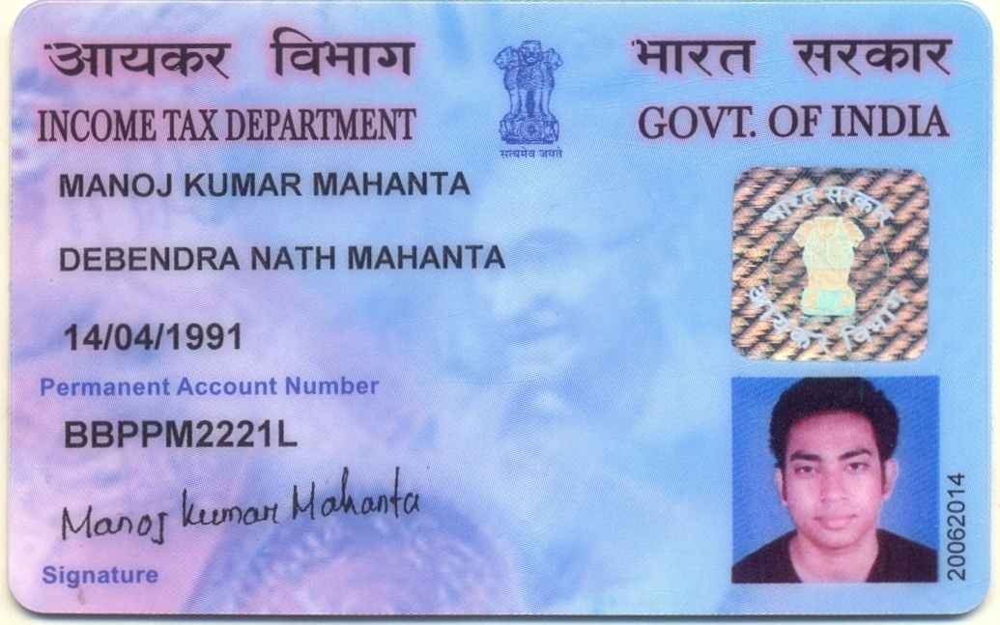 आयकर विभाग
भारत सरकार
INCOME TAX DEPARTMENT
GOVT. OF INDIA
सत्यमेव जयते
MANOJ KUMAR MAHANTA
DEBENDRA NATH MAHANTA
14/04/1991
Permanent Account Number
BBPPM2221L
Manoj Kumar Mahanta
Signature
भारत सरकार
आयकर विभाग
20062014